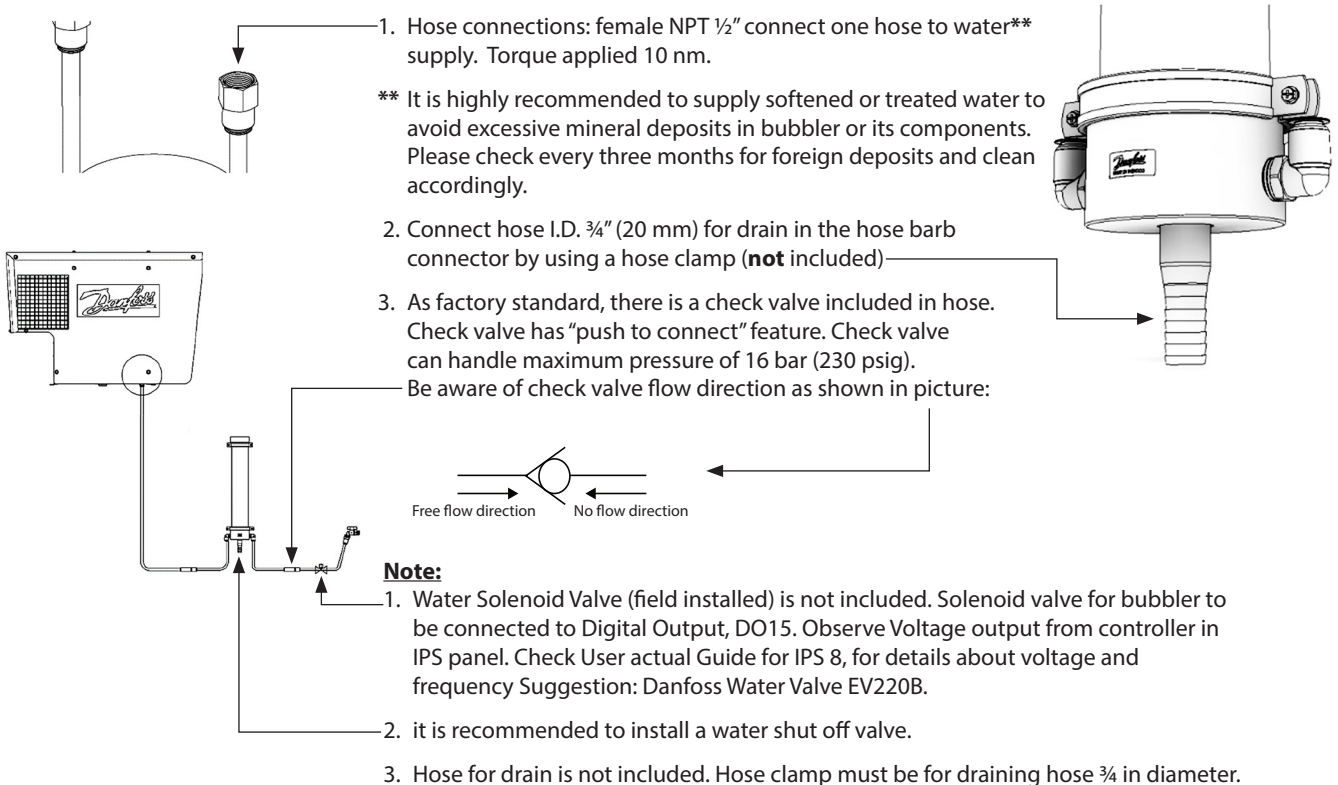 1. Hose connections: female NPT ½” connect one hose to water**
supply. Torque applied 10 nm.
** It is highly recommended to supply softened or treated water to
avoid excessive mineral deposits in bubbler or its components.
Please check every three months for foreign deposits and clean
accordingly.
Danfoss
2. Connect hose I.D. ¾” (20 mm) for drain in the hose barb
connector by using a hose clamp (not included)
Danfoss
3. As factory standard, there is a check valve included in hose.
Check valve has “push to connect” feature. Check valve
can handle maximum pressure of 16 bar (230 psig).
Be aware of check valve flow direction as shown in picture:
Free flow direction No flow direction
Note:
1. Water Solenoid Valve (field installed) is not included. Solenoid valve for bubbler to
be connected to Digital Output, DO15. Observe Voltage output from controller in
IPS panel. Check User actual Guide for IPS 8, for details about voltage and
frequency Suggestion: Danfoss Water Valve EV220B.
2. it is recommended to install a water shut off valve.
3. Hose for drain is not included. Hose clamp must be for draining hose ¾ in diameter.